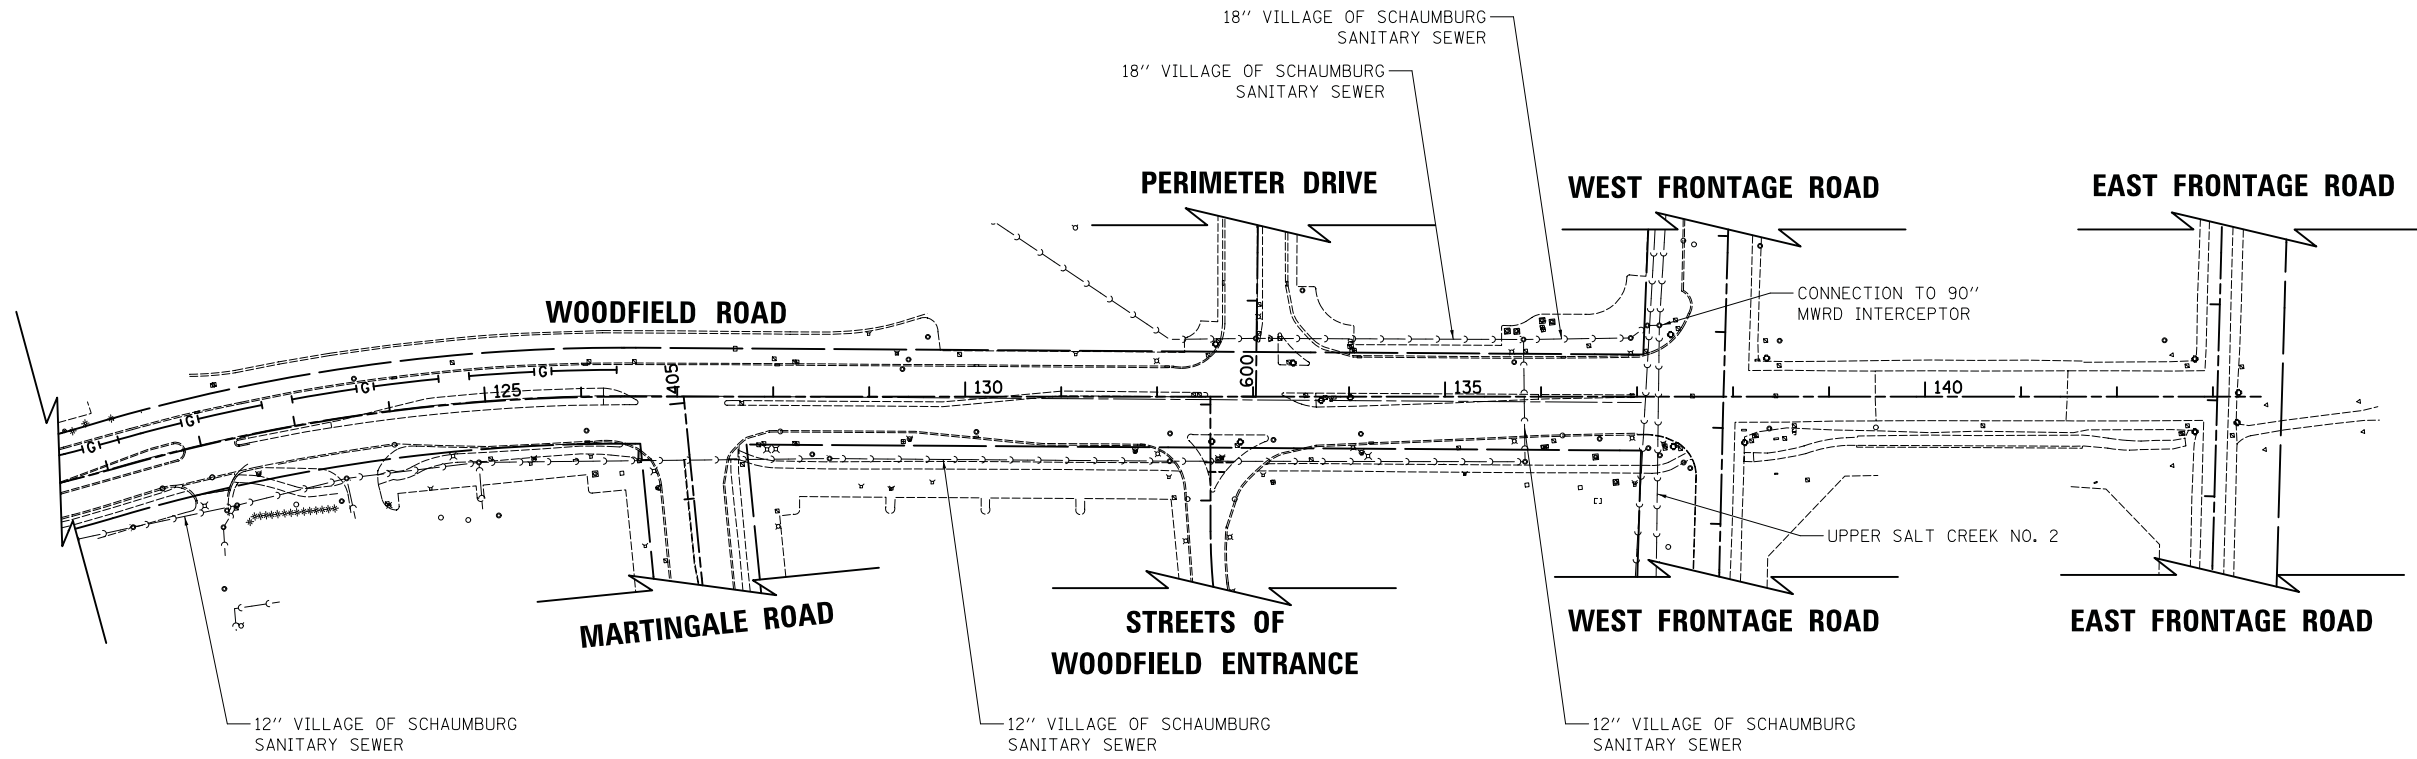 18" VILLAGE OF SCHAUMBURG
SANITARY SEWER
18" VILLAGE OF SCHAUMBURG
SANITARY SEWER
PERIMETER DRIVE
WEST FRONTAGE ROAD
EAST FRONTAGE ROAD
WOODFIELD ROAD
CONNECTION TO 90"
MWRD INTERCEPTOR
G
G
G
G
125
405
130
600
135
140
UPPER SALT CREEK NO. 2
MARTINGALE ROAD
STREETS OF
WOODFIELD ENTRANCE
WEST FRONTAGE ROAD
EAST FRONTAGE ROAD
12" VILLAGE OF SCHAUMBURG
SANITARY SEWER
12" VILLAGE OF SCHAUMBURG
SANITARY SEWER
12" VILLAGE OF SCHAUMBURG
SANITARY SEWER